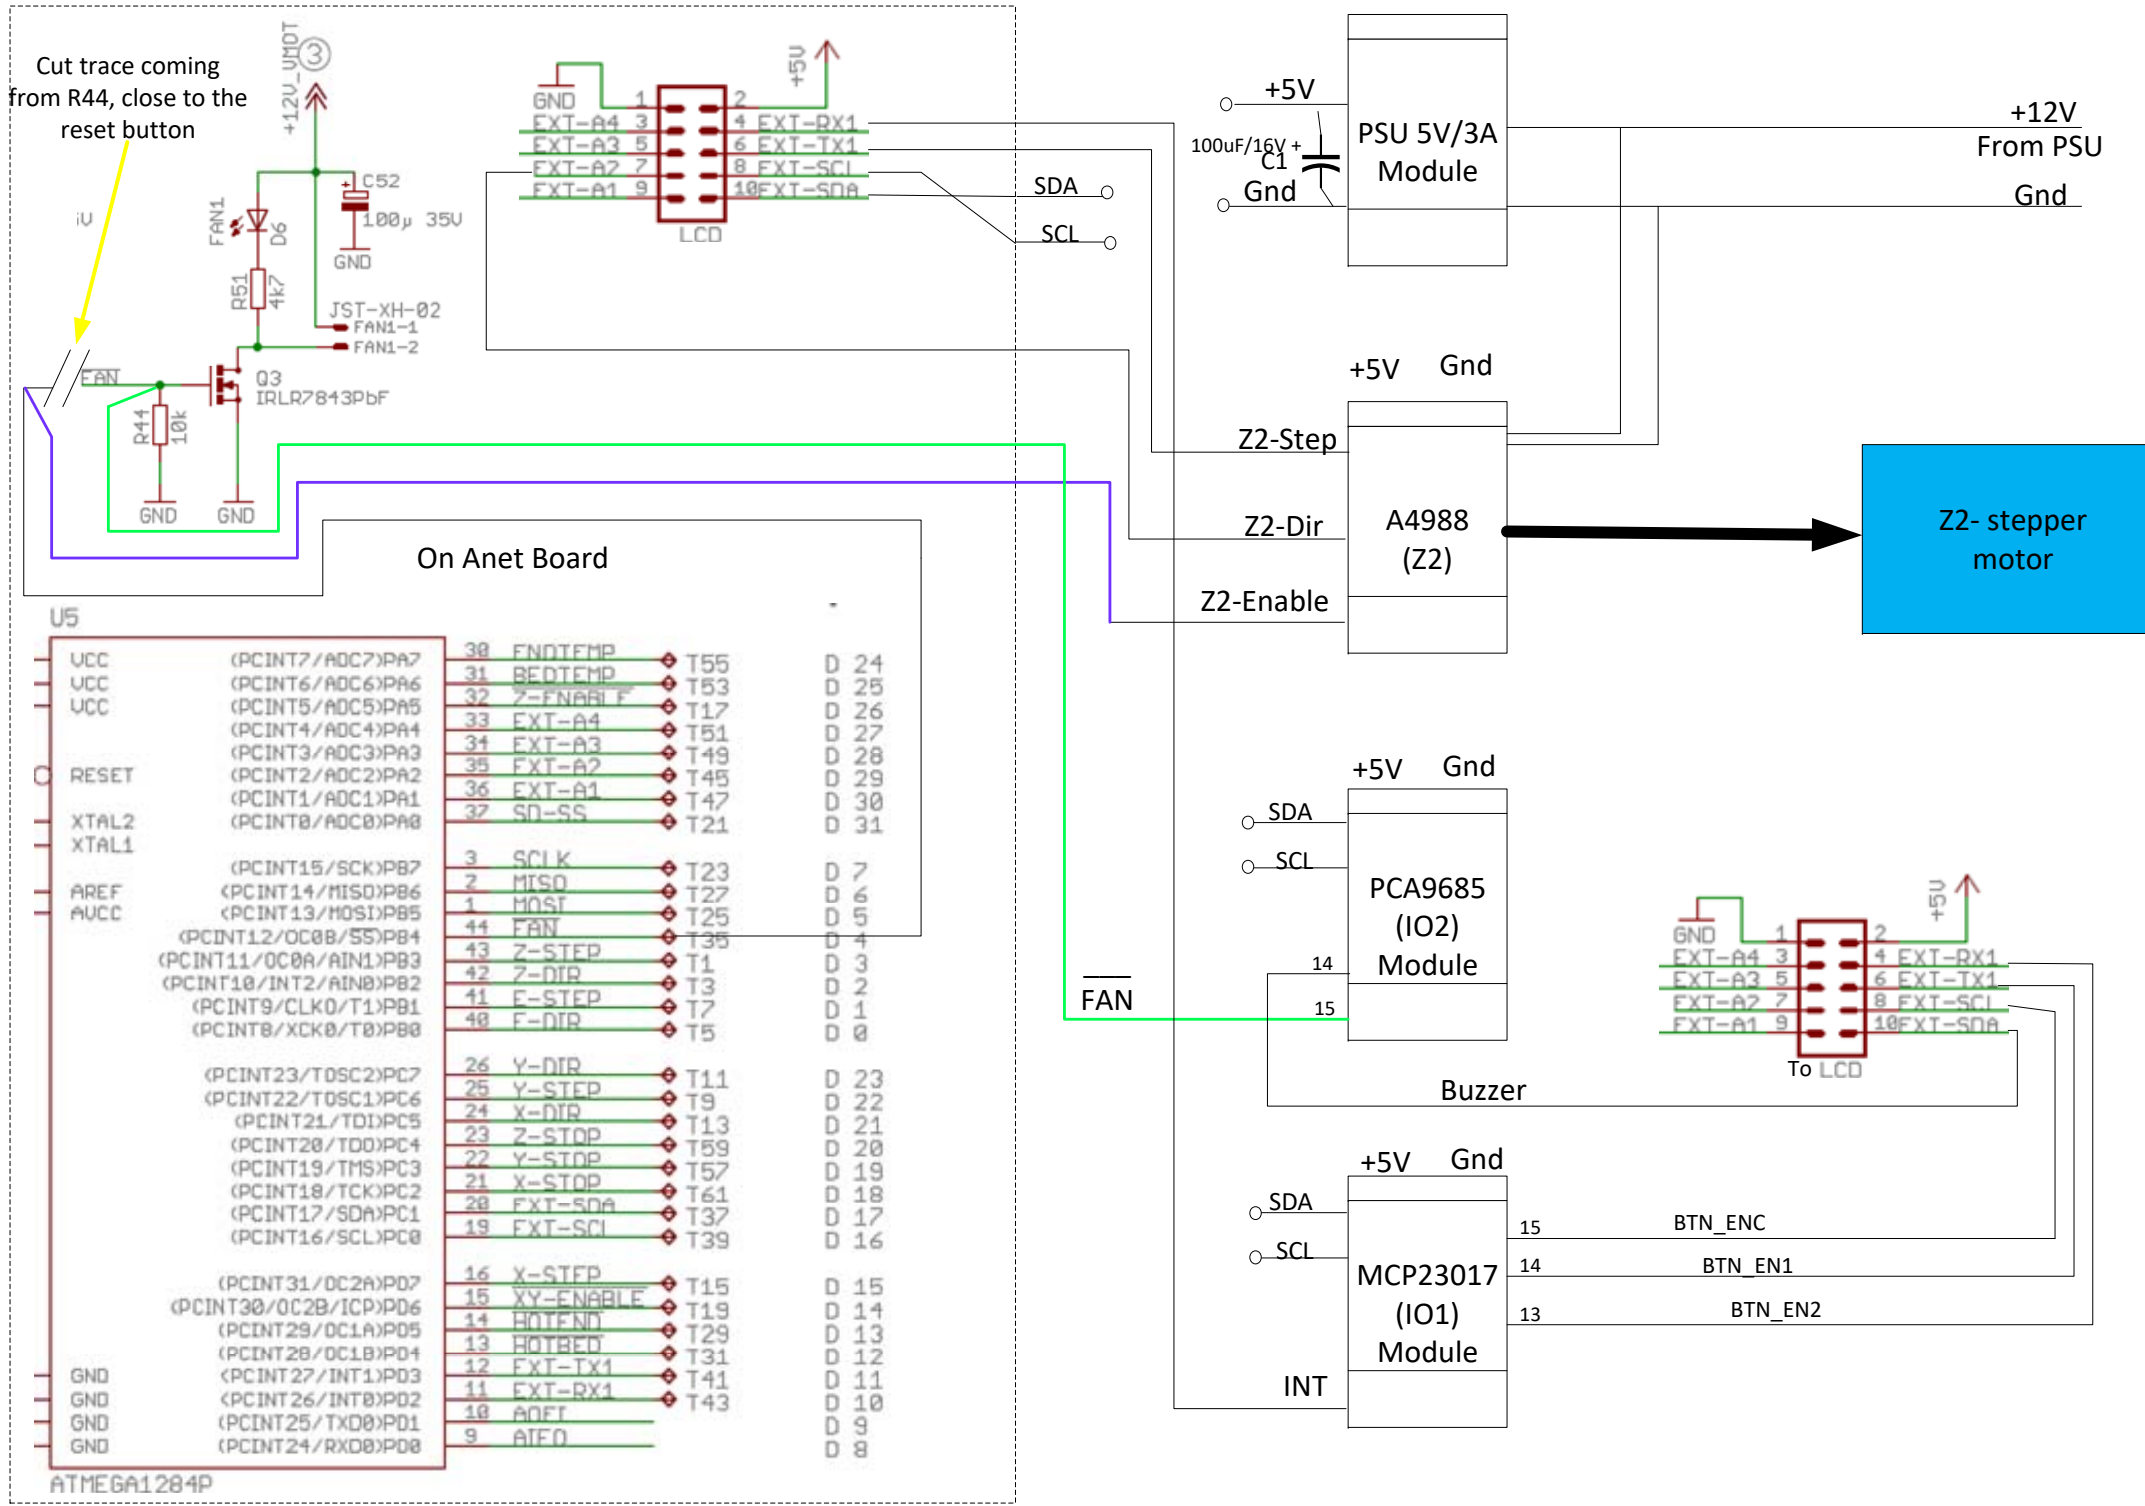 Cut trace coming
from R44, close to the
reset button
+12V_VMOT
3
FAN1
D6
C52
100µ 35V
GND
R51
4k7
JST-XH-02
FAN1-1
FAN1-2
FAN
Q3
IRLR7843PbF
R44
10k
GND
GND
+5V
GND
1
2
EXT-A4 3
4 EXT-RX1
EXT-A3 5
6 EXT-TX1
EXT-A2 7
8 EXT-SCL
EXT-A1 9
10 EXT-SDA
LCD
SDA
SCL
On Anet Board
+5V
100uF/16V +
C1
Gnd
PSU 5V/3A
Module
+12V
From PSU
Gnd
+5V Gnd
Z2-Step
Z2-Dir
Z2-Enable
A4988
(Z2)
Z2- stepper
motor
+5V Gnd
SDA
SCL
PCA9685
(IO2)
Module
14
15
FAN
Buzzer
+5V
GND
1
2
EXT-A4 3
4 EXT-RX1
EXT-A3 5
6 EXT-TX1
EXT-A2 7
8 EXT-SCL
EXT-A1 9
10 EXT-SDA
To LCD
+5V Gnd
SDA
SCL
MCP23017
(IO1)
Module
INT
15 BTN_ENC
14 BTN_EN1
13 BTN_EN2
U5
VCC (PCINT7/ADC7)PA7 30 ENDTEMP T55 D 24
VCC (PCINT6/ADC6)PA6 31 BEDTEMP T53 D 25
VCC (PCINT5/ADC5)PA5 32 Z-ENABLE T17 D 26
(PCINT4/ADC4)PA4 33 EXT-A4 T51 D 27
(PCINT3/ADC3)PA3 34 EXT-A3 T49 D 28
RESET (PCINT2/ADC2)PA2 35 EXT-A2 T45 D 29
(PCINT1/ADC1)PA1 36 EXT-A1 T47 D 30
XTAL2 (PCINT0/ADC0)PA0 37 SD-SS T21 D 31
XTAL1
(PCINT15/SCK)PB7 3 SCLK T23 D 7
AREF (PCINT14/MISO)PB6 2 MISO T27 D 6
AVCC (PCINT13/MOSI)PB5 1 MOSI T25 D 5
(PCINT12/OC0B/SS)PB4 44 FAN T35 D 4
(PCINT11/OC0A/AIN1)PB3 43 Z-STEP T1 D 3
(PCINT10/INT2/AIN0)PB2 42 Z-DIR T3 D 2
(PCINT9/CLKO/T1)PB1 41 E-STEP T7 D 1
(PCINT8/XCK0/T0)PB0 40 E-DIR T5 D 0
(PCINT23/TOSC2)PC7 26 Y-DIR T11 D 23
(PCINT22/TOSC1)PC6 25 Y-STEP T9 D 22
(PCINT21/TDI)PC5 24 X-DIR T13 D 21
(PCINT20/TDO)PC4 23 Z-STOP T59 D 20
(PCINT19/TMS)PC3 22 Y-STOP T57 D 19
(PCINT18/TCK)PC2 21 X-STOP T61 D 18
(PCINT17/SDA)PC1 20 EXT-SDA T37 D 17
(PCINT16/SCL)PC0 19 EXT-SCL T39 D 16
(PCINT31/OC2A)PD7 16 X-STEP T15 D 15
(PCINT30/OC2B/ICP)PD6 15 XY-ENABLE T19 D 14
(PCINT29/OC1A)PD5 14 HOTEND T29 D 13
(PCINT28/OC1B)PD4 13 HOTBED T31 D 12
GND (PCINT27/INT1)PD3 12 EXT-TX1 T41 D 11
GND (PCINT26/INT0)PD2 11 EXT-RX1 T43 D 10
GND (PCINT25/TXD0)PD1 10 D 9
GND (PCINT24/RXD0)PD0 9 D 8
ATMEGA1284P